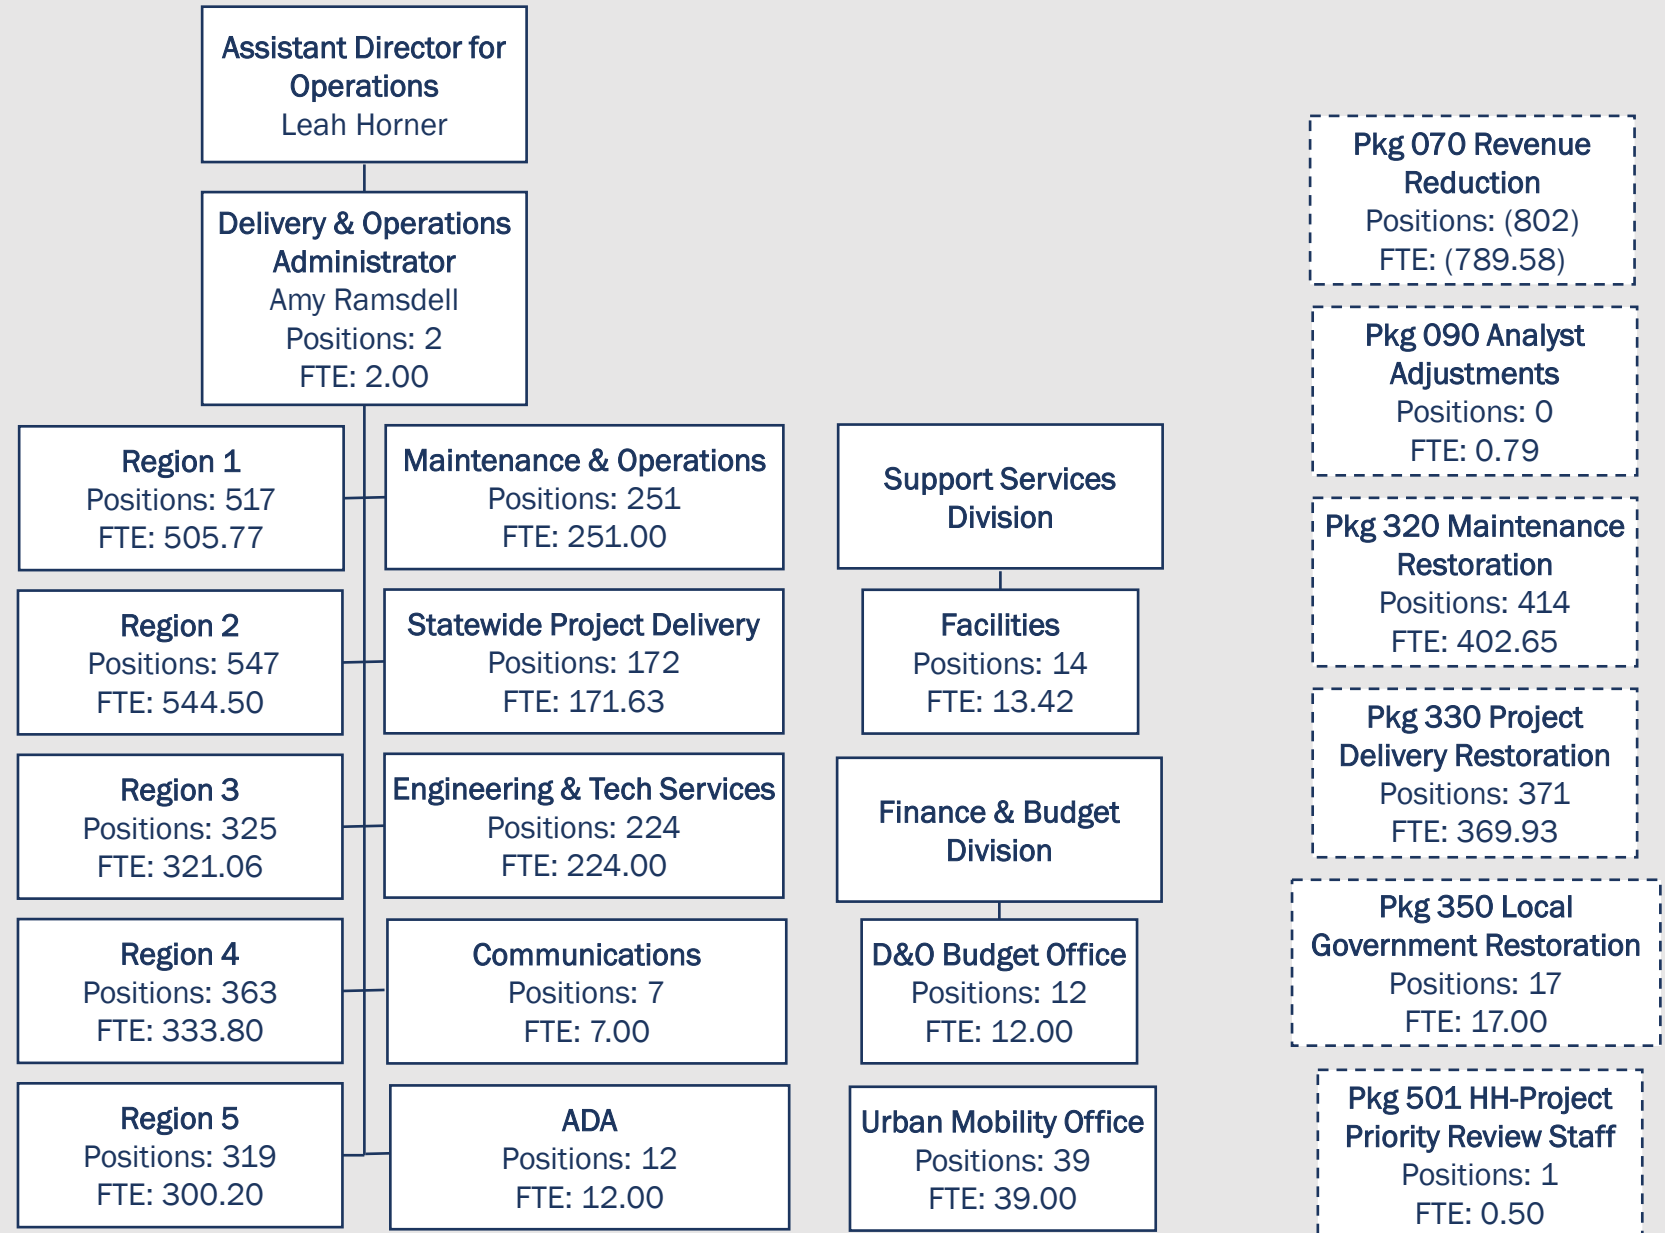 Assistant Director for
Operations
Leah Horner
Delivery & Operations
Administrator
Amy Ramsdell
Positions: 2
FTE: 2.00
Region 1
Positions: 517
FTE: 505.77
Region 2
Positions: 547
FTE: 544.50
Region 3
Positions: 325
FTE: 321.06
Region 4
Positions: 363
FTE: 333.80
Region 5
Positions: 319
FTE: 300.20
Maintenance & Operations
Positions: 251
FTE: 251.00
Statewide Project Delivery
Positions: 172
FTE: 171.63
Engineering & Tech Services
Positions: 224
FTE: 224.00
Communications
Positions: 7
FTE: 7.00
ADA
Positions: 12
FTE: 12.00
Support Services
Division
Facilities
Positions: 14
FTE: 13.42
Finance & Budget
Division
D&O Budget Office
Positions: 12
FTE: 12.00
Urban Mobility Office
Positions: 39
FTE: 39.00
Pkg 070 Revenue
Reduction
Positions: (802)
FTE: (789.58)
Pkg 090 Analyst
Adjustments
Positions: 0
FTE: 0.79
Pkg 320 Maintenance
Restoration
Positions: 414
FTE: 402.65
Pkg 330 Project
Delivery Restoration
Positions: 371
FTE: 369.93
Pkg 350 Local
Government Restoration
Positions: 17
FTE: 17.00
Pkg 501 HH-Project
Priority Review Staff
Positions: 1
FTE: 0.50